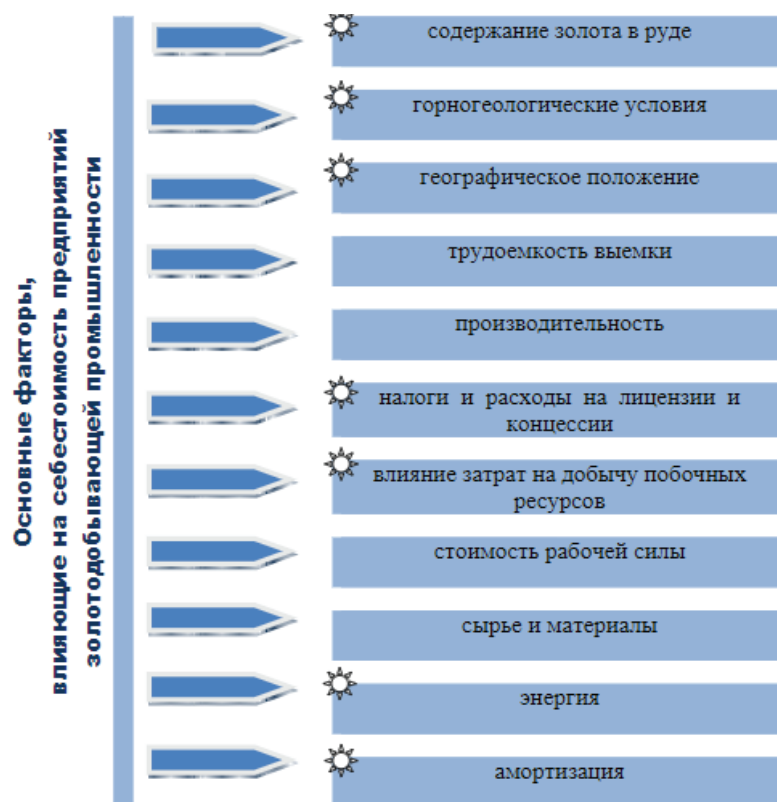 Основные факторы,
влияющие на себестоимость предприятий
золотодобывающей промышленности
содержание золота в руде
горногеологические условия
географическое положение
трудоемкость выемки
производительность
налоги и расходы на лицензии и
концессии
влияние затрат на добычу побочных
ресурсов
стоимость рабочей силы
сырье и материалы
энергия
амортизация